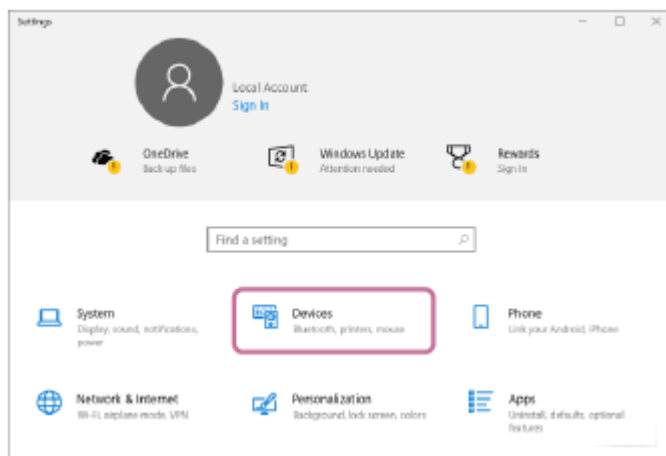 Settings
Local Account
Sign in
OneDrive
Back up files
Windows Update
Attention needed
Rewards
Sign in
Find a setting
System
Display, sound, notifications,
power
Devices
Bluetooth, printers, mouse
Phone
Link your Android, iPhone
Network & Internet
Wi-Fi, airplane mode, VPN
Personalization
Background, lock screen, colors
Apps
Uninstall, defaults, optional
features